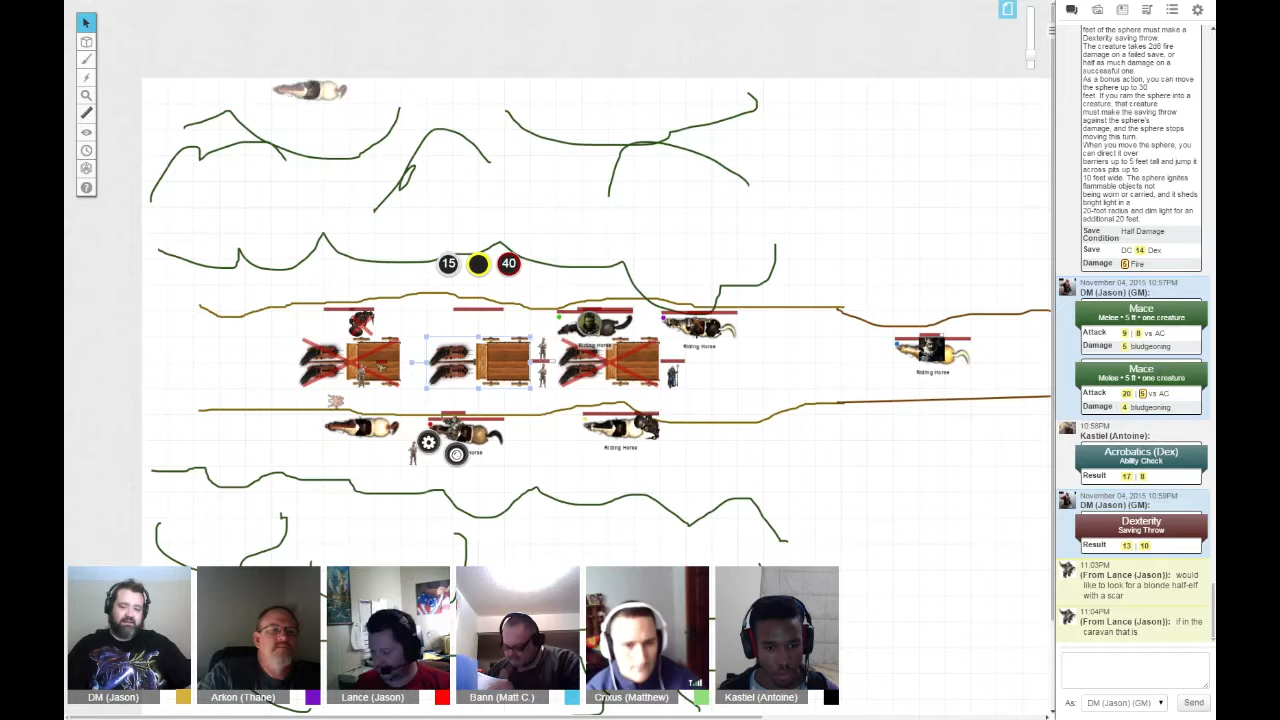 feet of the sphere must make a
Dexterity saving throw.
The creature takes 2d6 fire
damage on a failed save, or
half as much damage on a
successful one.
As a bonus action, you can move
the sphere up to 30
feet. If you ram the sphere into a
creature, that creature
must make the saving throw
against the sphere's
damage, and the sphere stops
moving this turn.
When you move the sphere, you
can direct it over
barriers up to 5 feet tall and jump it
across pits up to
10 feet wide. The sphere ignites
flammable objects not
being worn or carried, and it sheds
bright light in a
20-foot radius and dim light for an
additional 20 feet.
Save Condition Half Damage
Save DC 14 Dex
Damage 5 Fire
November 04, 2015 10:57PM
DM (Jason) (GM):
Mace
Melee • 5 ft • one creature
Attack 9 | 8 vs AC
Damage 5 bludgeoning
Mace
Melee • 5 ft • one creature
Attack 20 | 5 vs AC
Damage 4 bludgeoning
10:58PM
Kastiel (Antoine):
Acrobatics (Dex)
Ability Check
Result 17 | 8
November 04, 2015 10:59PM
DM (Jason) (GM):
Dexterity
Saving Throw
Result 13 | 10
11:03PM
(From Lance (Jason)): would
like to look for a blonde half-elf
with a scar
11:04PM
(From Lance (Jason)): if in the
caravan that is
As: DM (Jason) (GM) Send
15 40
Riding Horse
Riding Horse
Riding Horse
Riding Horse
orse
DM (Jason)
Arkon (Thane)
Lance (Jason)
Bann (Matt C.)
Crixus (Matthew)
Kastiel (Antoine)